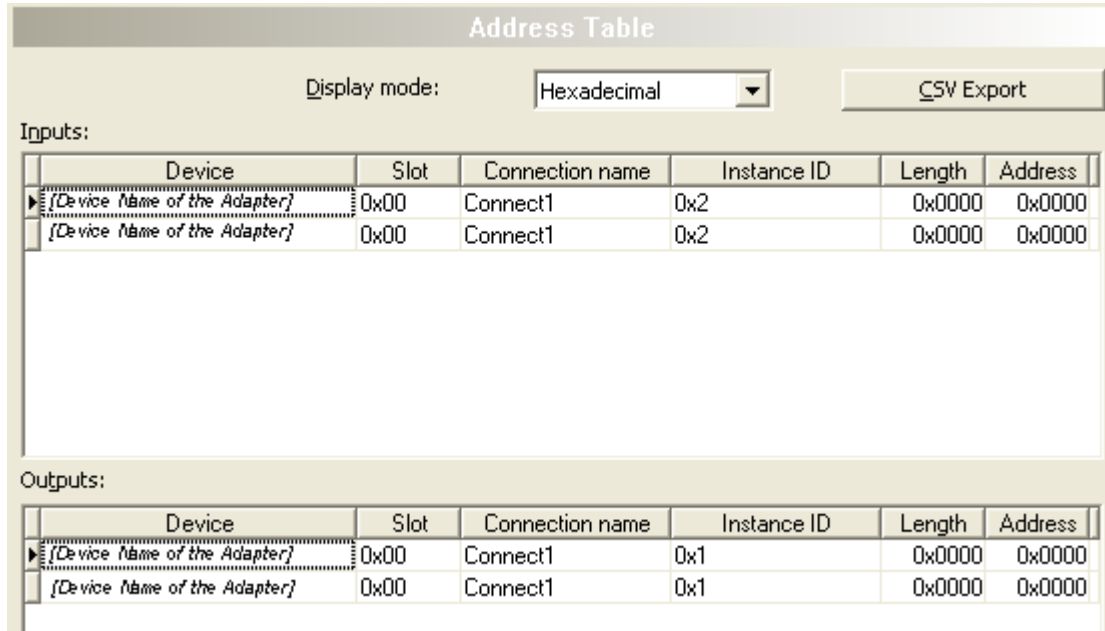 Address Table
Display mode: Hexadecimal CSV Export
Inputs:
Device Slot Connection name Instance ID Length Address
[Device Name of the Adapter] 0x00 Connect1 0x2 0x0000 0x0000
[Device Name of the Adapter] 0x00 Connect1 0x2 0x0000 0x0000
Outputs:
Device Slot Connection name Instance ID Length Address
[Device Name of the Adapter] 0x00 Connect1 0x1 0x0000 0x0000
[Device Name of the Adapter] 0x00 Connect1 0x1 0x0000 0x0000